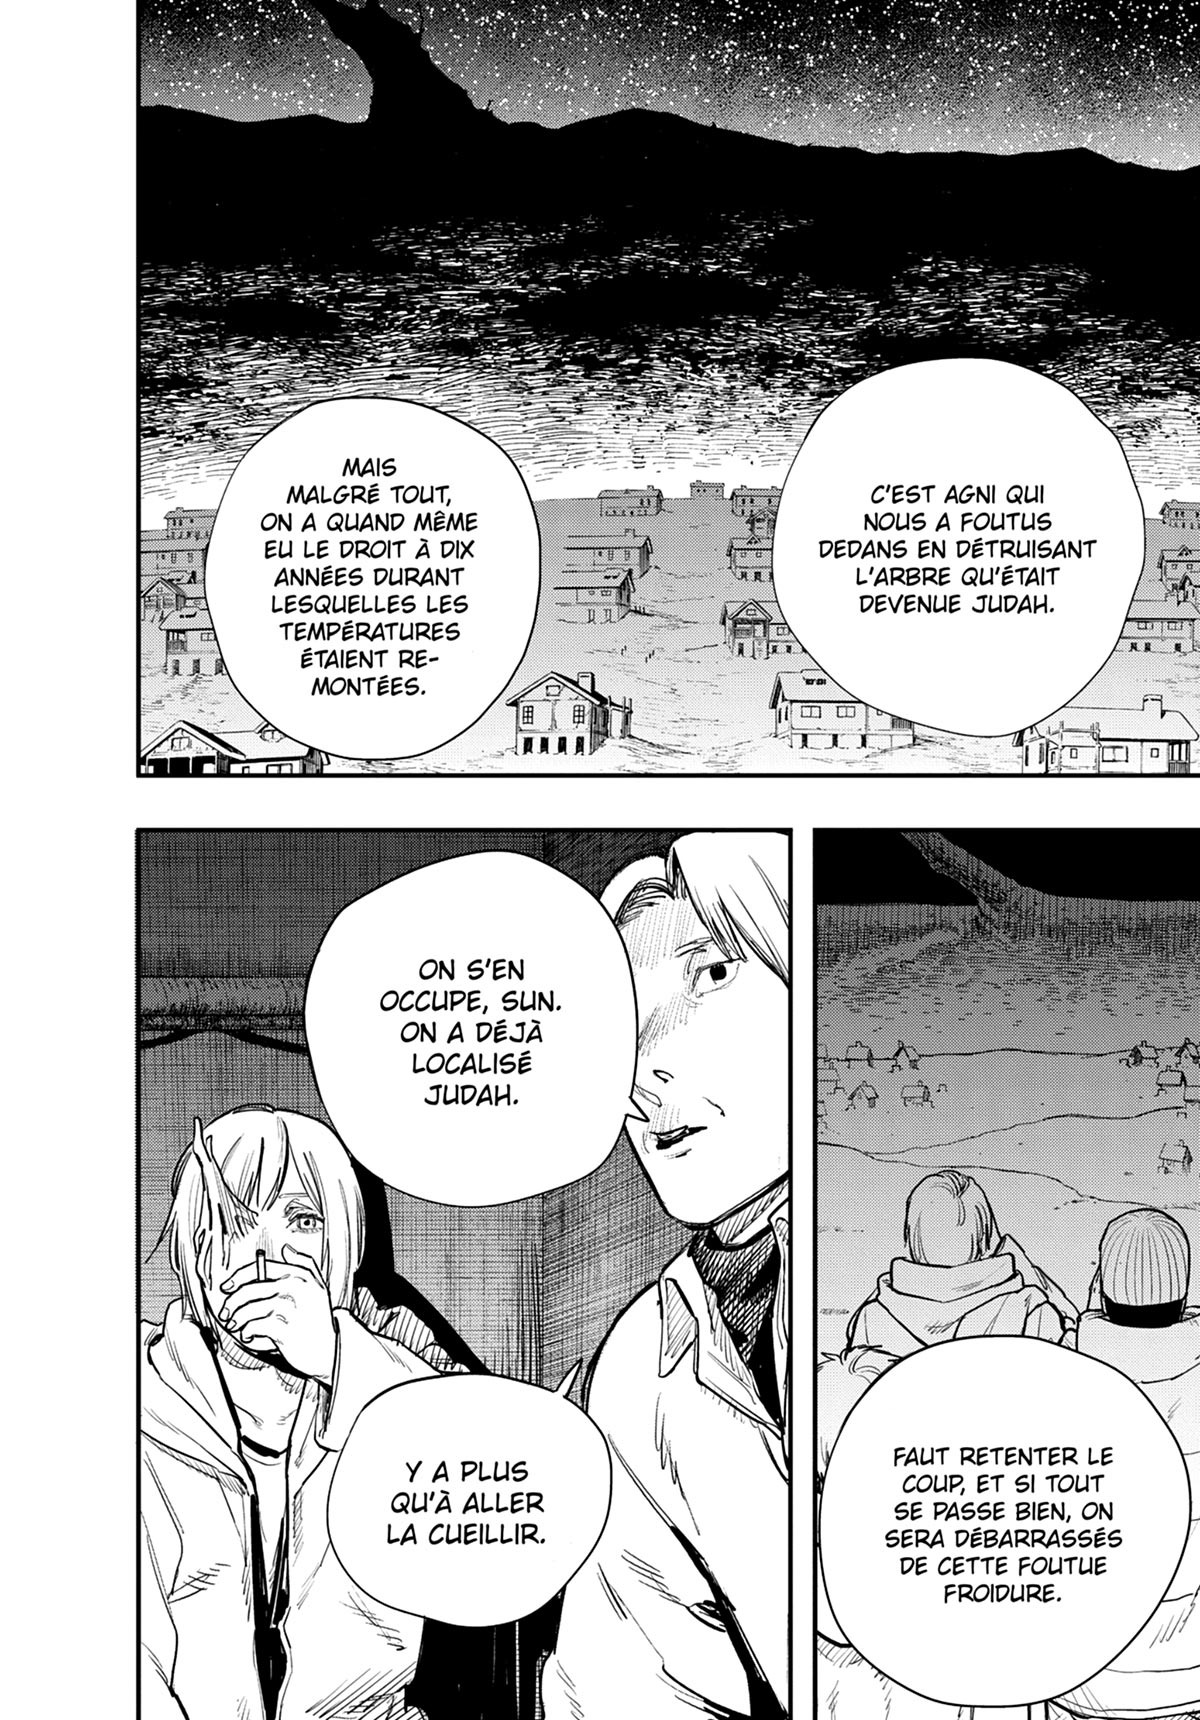 C'EST AGNI QUI
NOUS A FOUTUS
DEDANS EN DÉTRUISANT
L'ARBRE QU'ÉTAIT
DEVENUE JUDAH.
MAIS
MALGRÉ TOUT,
ON A QUAND MÊME
EU LE DROIT À DIX
ANNÉES DURANT
LESQUELLES LES
TEMPÉRATURES
ÉTAIENT RE-
MONTÉES.
FAUT RETENTER LE
COUP, ET SI TOUT
SE PASSE BIEN, ON
SERA DÉBARRASSÉS
DE CETTE FOUTUE
FROIDURE.
ON S'EN
OCCUPE, SUN.
ON A DÉJÀ
LOCALISÉ
JUDAH.
Y A PLUS
QU'À ALLER
LA CUEILLIR.